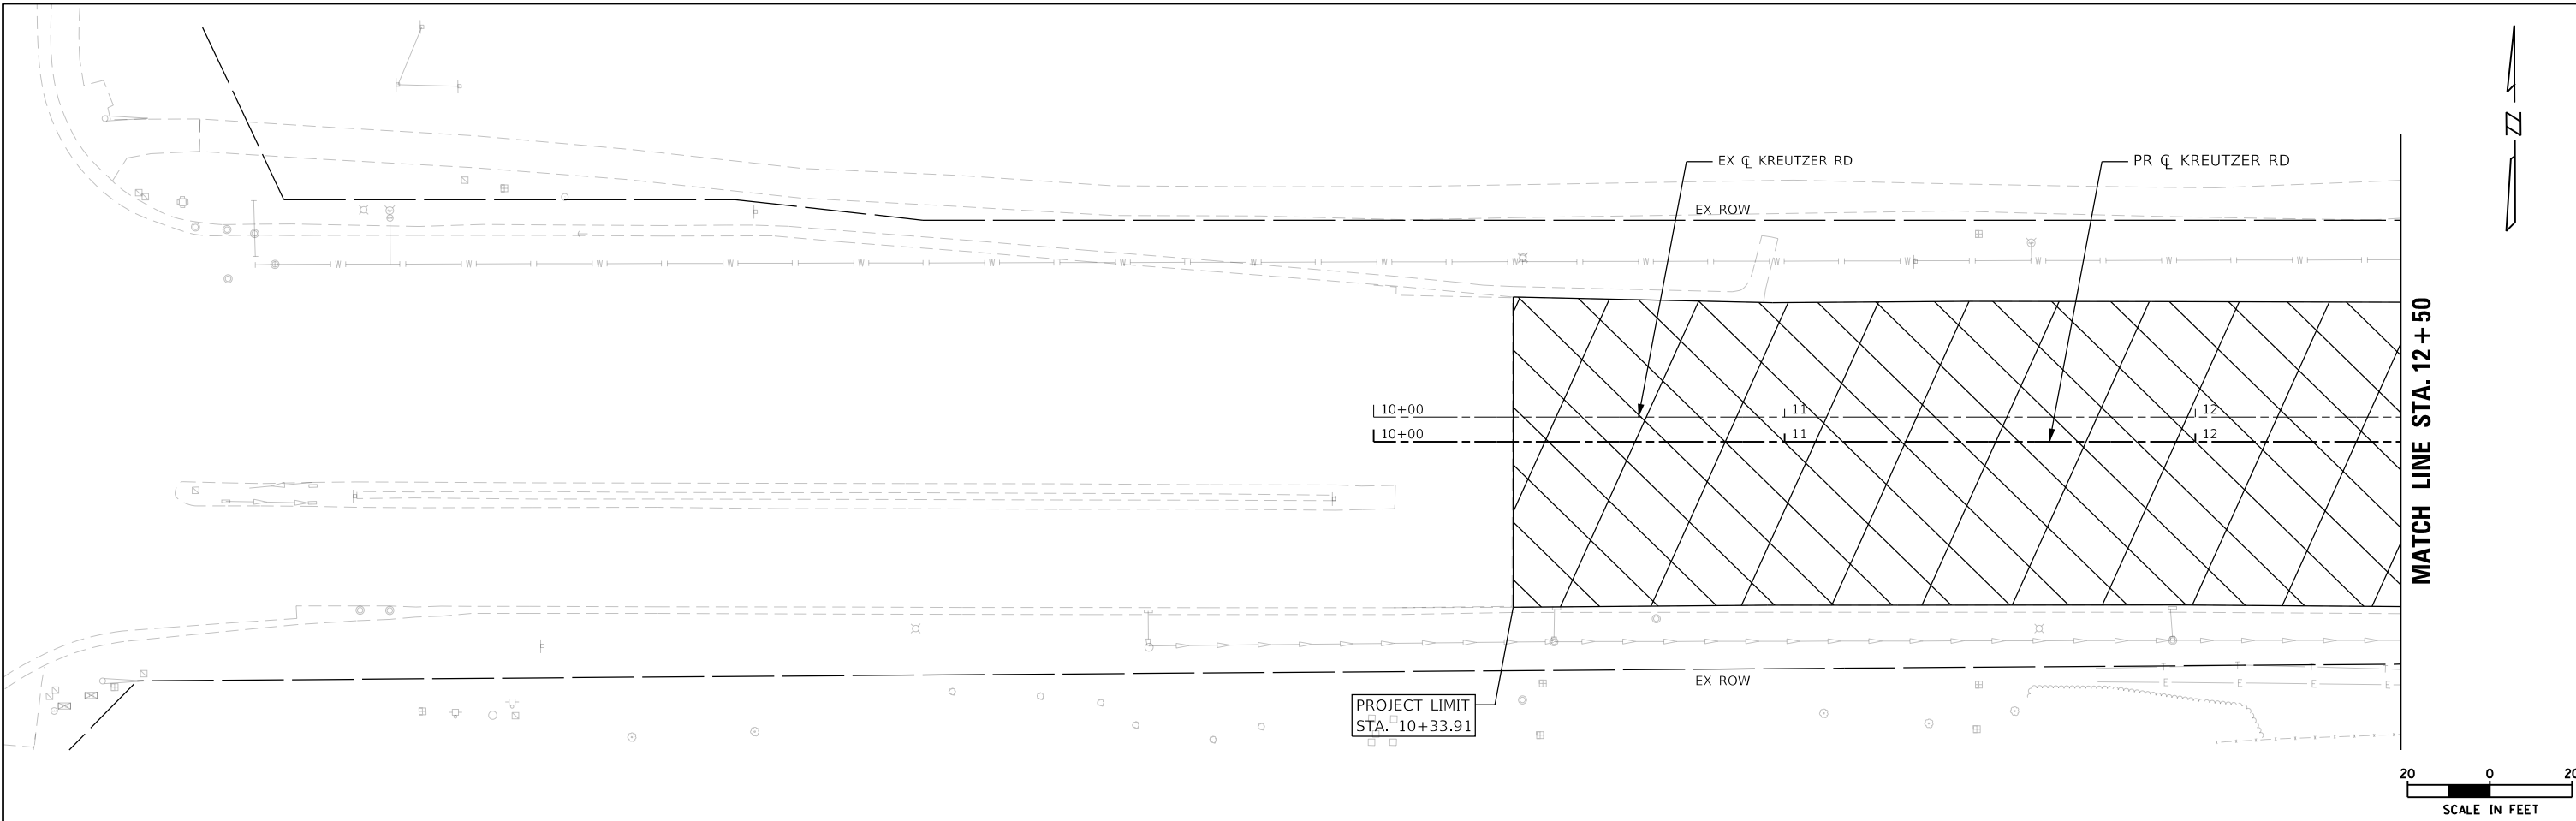 EX ℄ KREUTZER RD
PR ℄ KREUTZER RD
N
EX ROW
W W W W W W W W W W W W W W W W
10+00 11 12
10+00 11 12
MATCH LINE STA. 12+50
T T T T
EX ROW
E E E E
PROJECT LIMIT
STA. 10+33.91
20 0 20
SCALE IN FEET